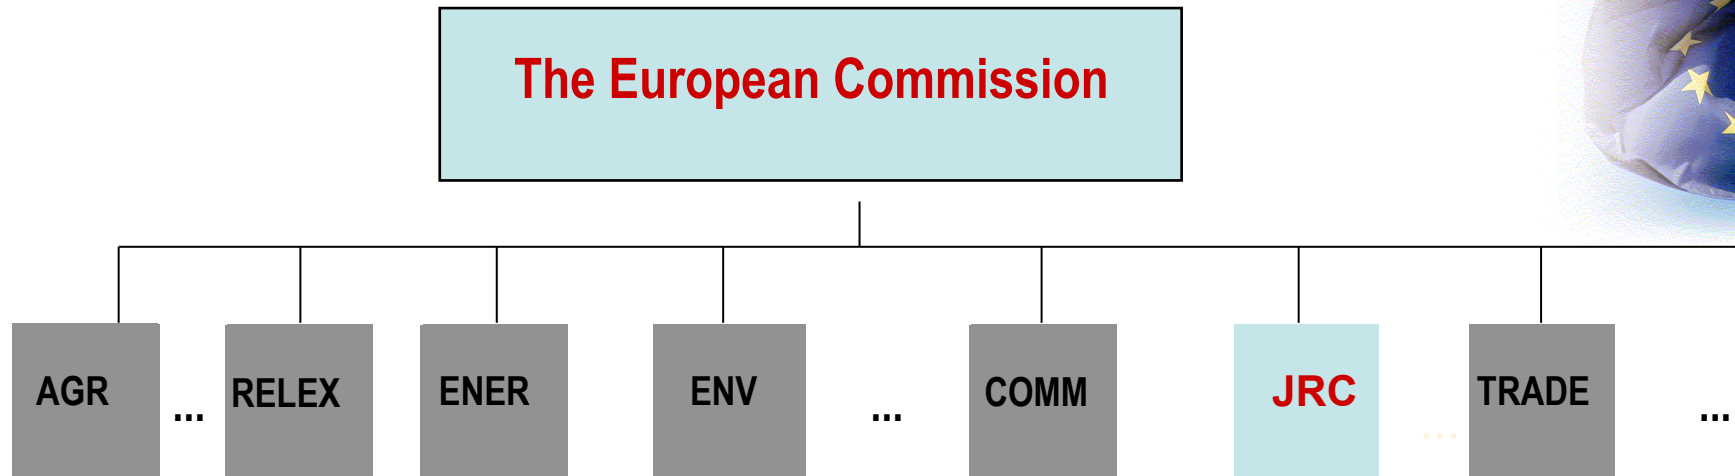 The European Commission
AGR ... RELEX ENER ENV ... COMM JRC ... TRADE ...